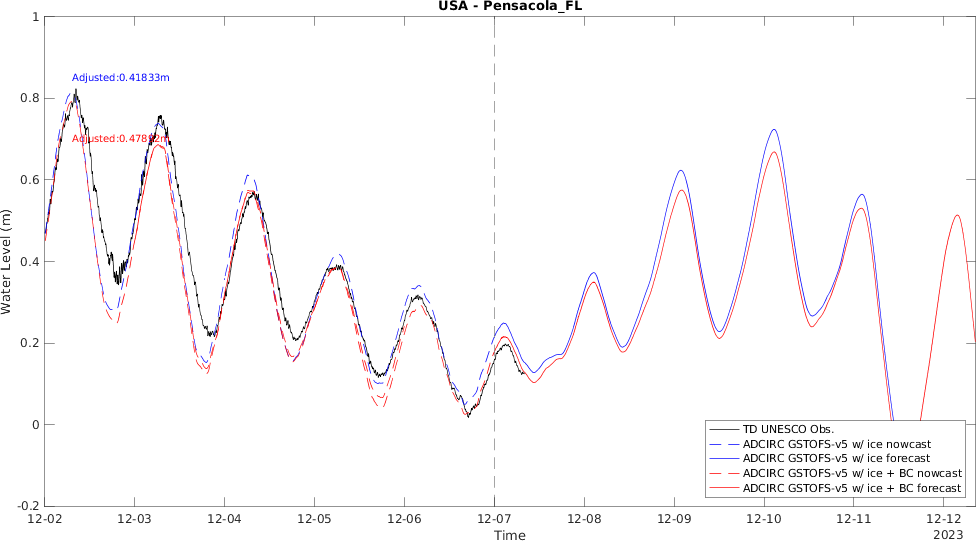 USA - Pensacola_FL
1
0.8
0.6
0.4
0.2
0
-0.2
Water Level (m)
Adjusted:0.41833m
12-02
12-03
12-04
12-05
12-06
12-07
12-08
12-09
12-10
12-11
12-12
2023
Time
TD UNESCO Obs.
ADCIRC GSTOFS-v5 w/ ice nowcast
ADCIRC GSTOFS-v5 w/ ice forecast
ADCIRC GSTOFS-v5 w/ ice + BC nowcast
ADCIRC GSTOFS-v5 w/ ice + BC forecast